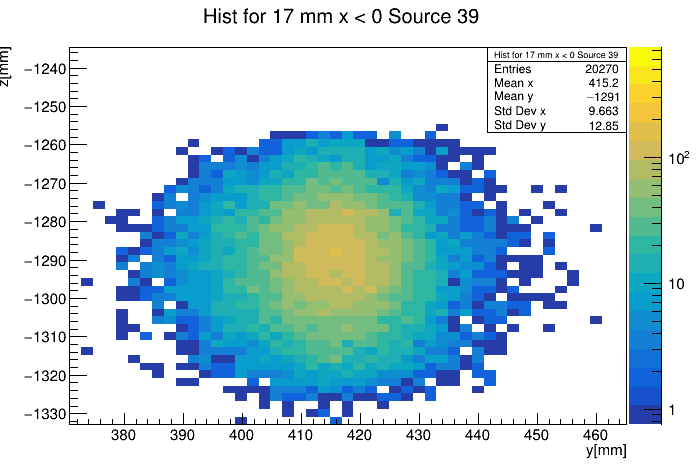 Hist for 17 mm x < 0 Source 39
z[mm]
Hist for 17 mm x < 0 Source 39
Entries 20270
Mean x 415.2
Mean y −1291
Std Dev x 9.663
Std Dev y 12.85
−1240
−1250
−1260
−1270
−1280
−1290
−1300
−1310
−1320
−1330
10²
10
1
380 390 400 410 420 430 440 450 460
y[mm]